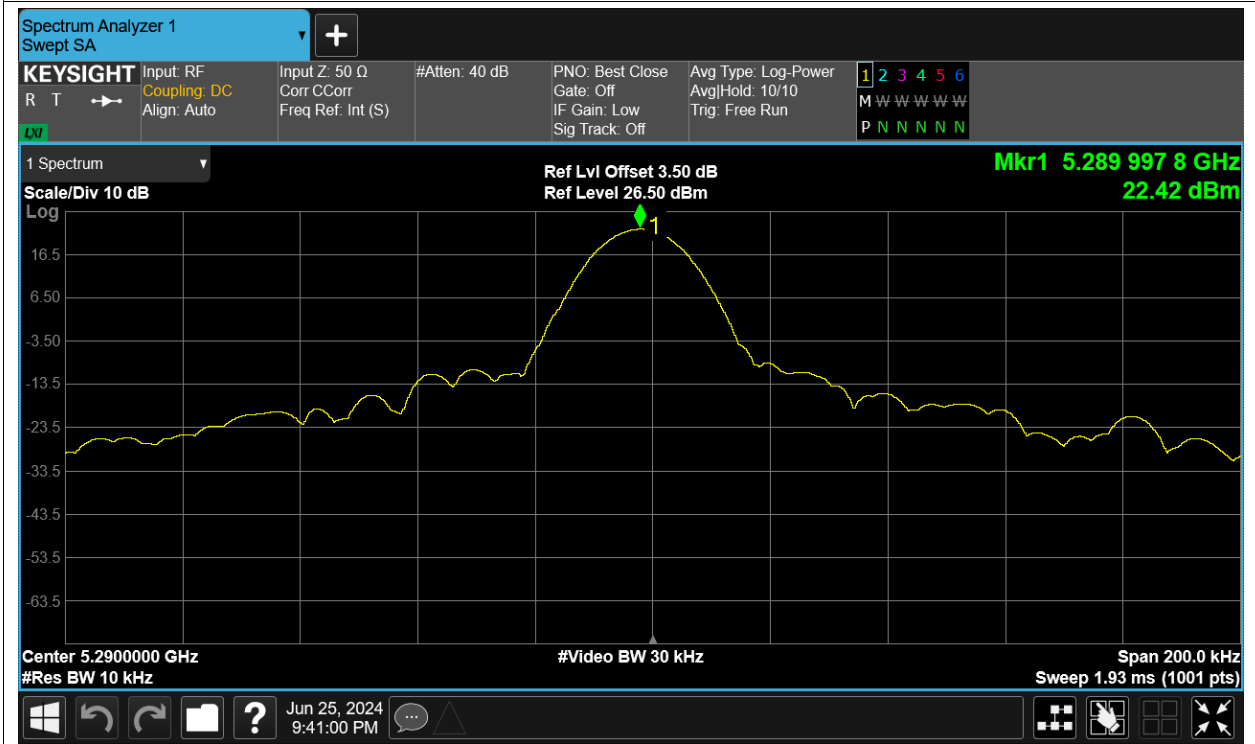 Spectrum Analyzer 1
Swept SA
KEYSIGHT
R T
LXI
Input: RF
Coupling: DC
Align: Auto
Input Z: 50 Ω
Corr CCorr
Freq Ref: Int (S)
#Atten: 40 dB
PNO: Best Close
Gate: Off
IF Gain: Low
Sig Track: Off
Avg Type: Log-Power
Avg|Hold: 10/10
Trig: Free Run
1 2 3 4 5 6
M W W W W W
P N N N N N
1 Spectrum
Scale/Div 10 dB
Log
Ref Lvl Offset 3.50 dB
Ref Level 26.50 dBm
Mkr1 5.289 997 8 GHz
22.42 dBm
1
16.5
6.50
-3.50
-13.5
-23.5
-33.5
-43.5
-53.5
-63.5
Center 5.2900000 GHz
#Video BW 30 kHz
Span 200.0 kHz
#Res BW 10 kHz
Sweep 1.93 ms (1001 pts)
?
Jun 25, 2024
9:41:00 PM